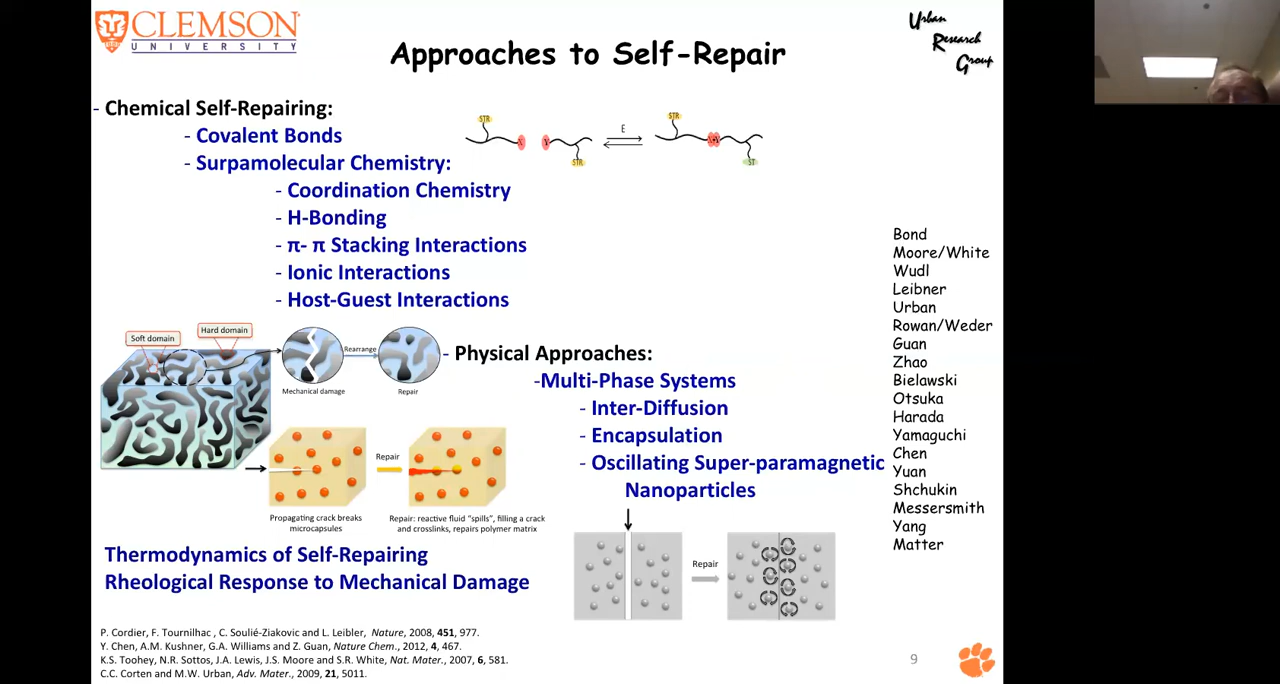 CLEMSON
UNIVERSITY
Approaches to Self-Repair
Urban
Research
Group
- Chemical Self-Repairing:
- Covalent Bonds
- Surpamolecular Chemistry:
- Coordination Chemistry
- H-Bonding
- π- π Stacking Interactions
- Ionic Interactions
- Host-Guest Interactions
STR
X
Y
STR
E
STR
X-Y
ST
Bond
Moore/White
Wudl
Leibner
Urban
Rowan/Weder
Guan
Zhao
Bielawski
Otsuka
Harada
Yamaguchi
Chen
Yuan
Shchukin
Messersmith
Yang
Matter
Soft domain
Hard domain
Rearrange
Mechanical damage
Repair
- Physical Approaches:
-Multi-Phase Systems
- Inter-Diffusion
- Encapsulation
- Oscillating Super-paramagnetic
Nanoparticles
Repair
Propagating crack breaks
microcapsules
Repair: reactive fluid “spills”, filling a crack
and crosslinks, repairs polymer matrix
Repair
Thermodynamics of Self-Repairing
Rheological Response to Mechanical Damage
P. Cordier, F. Tournilhac , C. Soulié-Ziakovic and L. Leibler, Nature, 2008, 451, 977.
Y. Chen, A.M. Kushner, G.A. Williams and Z. Guan, Nature Chem., 2012, 4, 467.
K.S. Toohey, N.R. Sottos, J.A. Lewis, J.S. Moore and S.R. White, Nat. Mater., 2007, 6, 581.
C.C. Corten and M.W. Urban, Adv. Mater., 2009, 21, 5011.
9